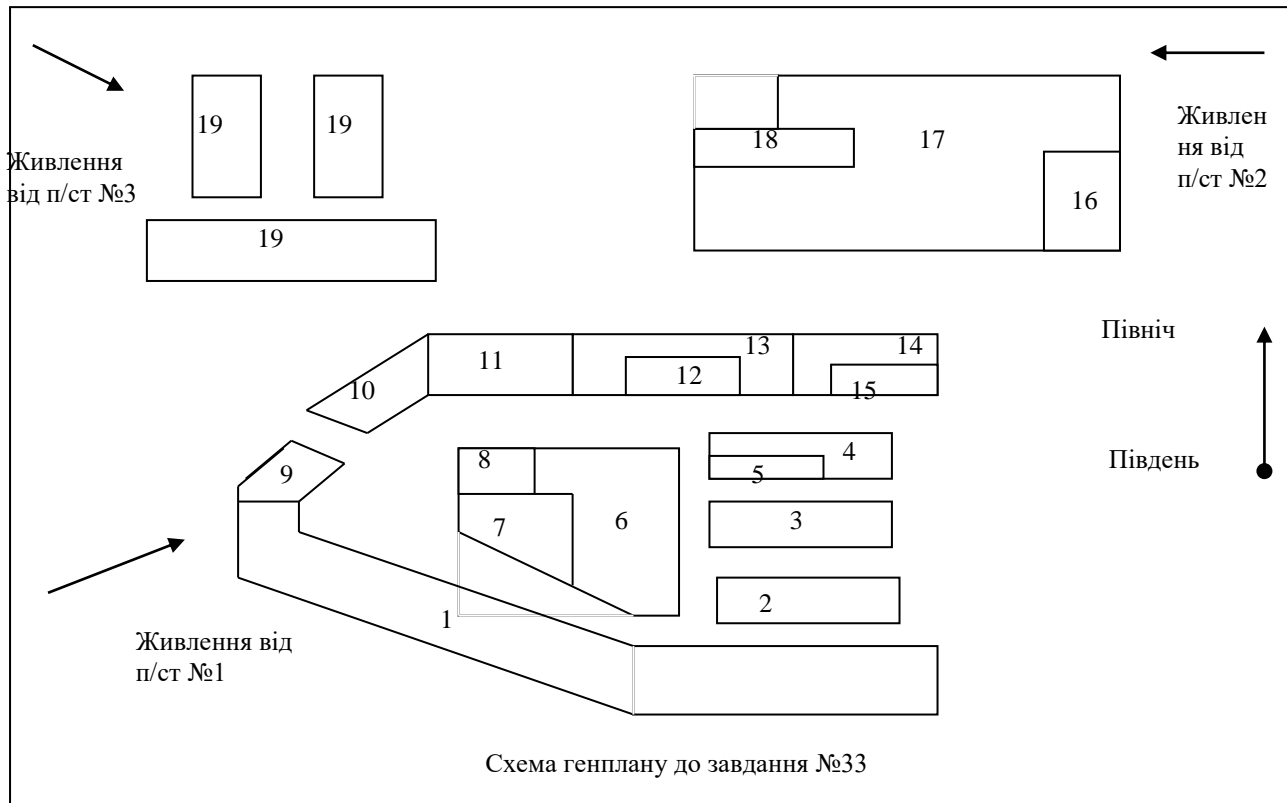 19
19
18
17
Живлен
ня від
п/ст №2
Живлення
від п/ст №3
16
19
Північ
13
14
11
12
15
10
8
4
5
Південь
9
7
6
3
2
1
Живлення від
п/ст №1
Схема генплану до завдання №33